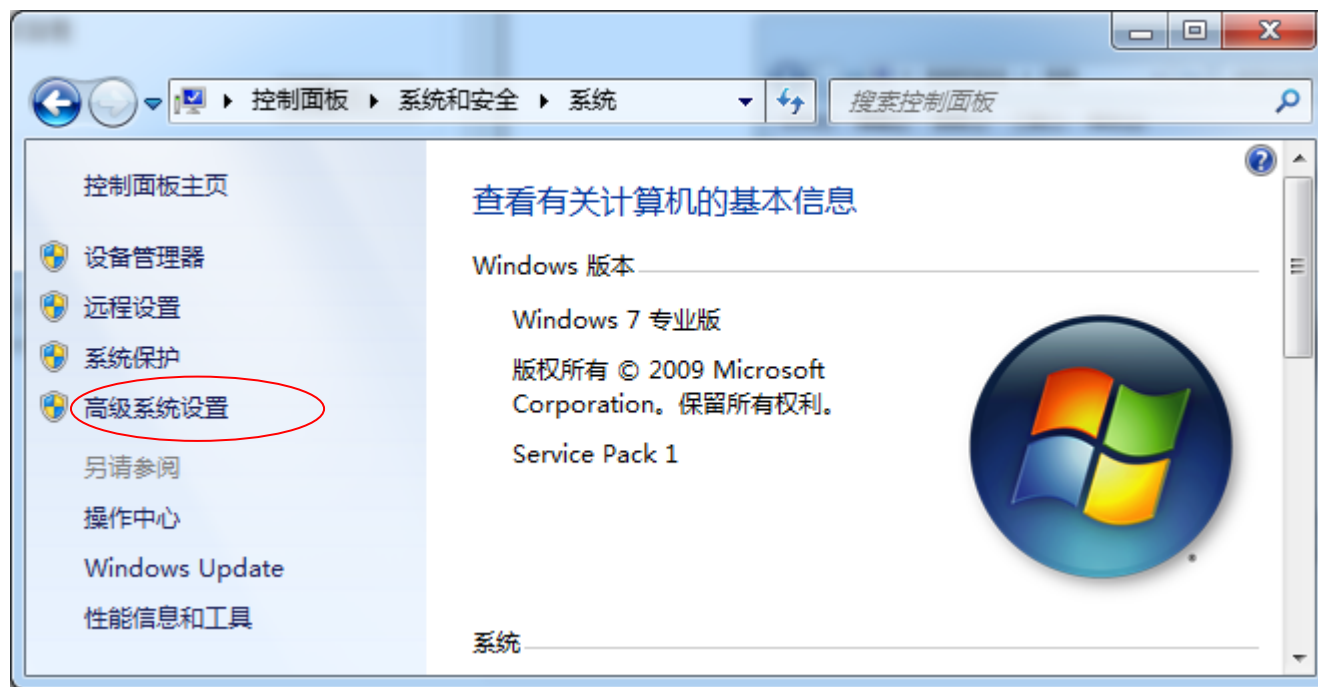 控制面板 系统和安全 系统
搜索控制面板
控制面板主页
设备管理器
远程设置
系统保护
高级系统设置
另请参阅
操作中心
Windows Update
性能信息和工具
查看有关计算机的基本信息
Windows 版本
Windows 7 专业版
版权所有 © 2009 Microsoft
Corporation。保留所有权利。
Service Pack 1
系统